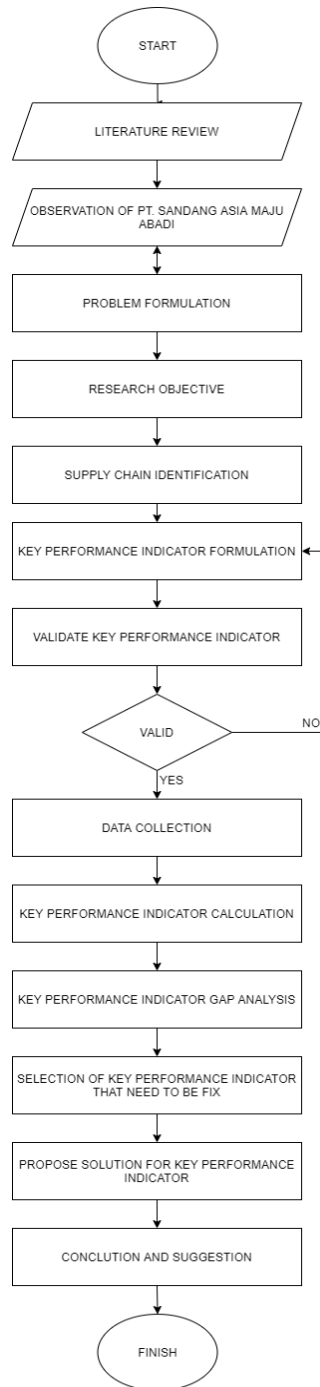 START
LITERATURE REVIEW
OBSERVATION OF PT. SANDANG ASIA MAJU
ABADI
PROBLEM FORMULATION
RESEARCH OBJECTIVE
SUPPLY CHAIN IDENTIFICATION
KEY PERFORMANCE INDICATOR FORMULATION
VALIDATE KEY PERFORMANCE INDICATOR
VALID
NO
YES
DATA COLLECTION
KEY PERFORMANCE INDICATOR CALCULATION
KEY PERFORMANCE INDICATOR GAP ANALYSIS
SELECTION OF KEY PERFORMANCE INDICATOR
THAT NEED TO BE FIX
PROPOSE SOLUTION FOR KEY PERFORMANCE
INDICATOR
CONCLUTION AND SUGGESTION
FINISH